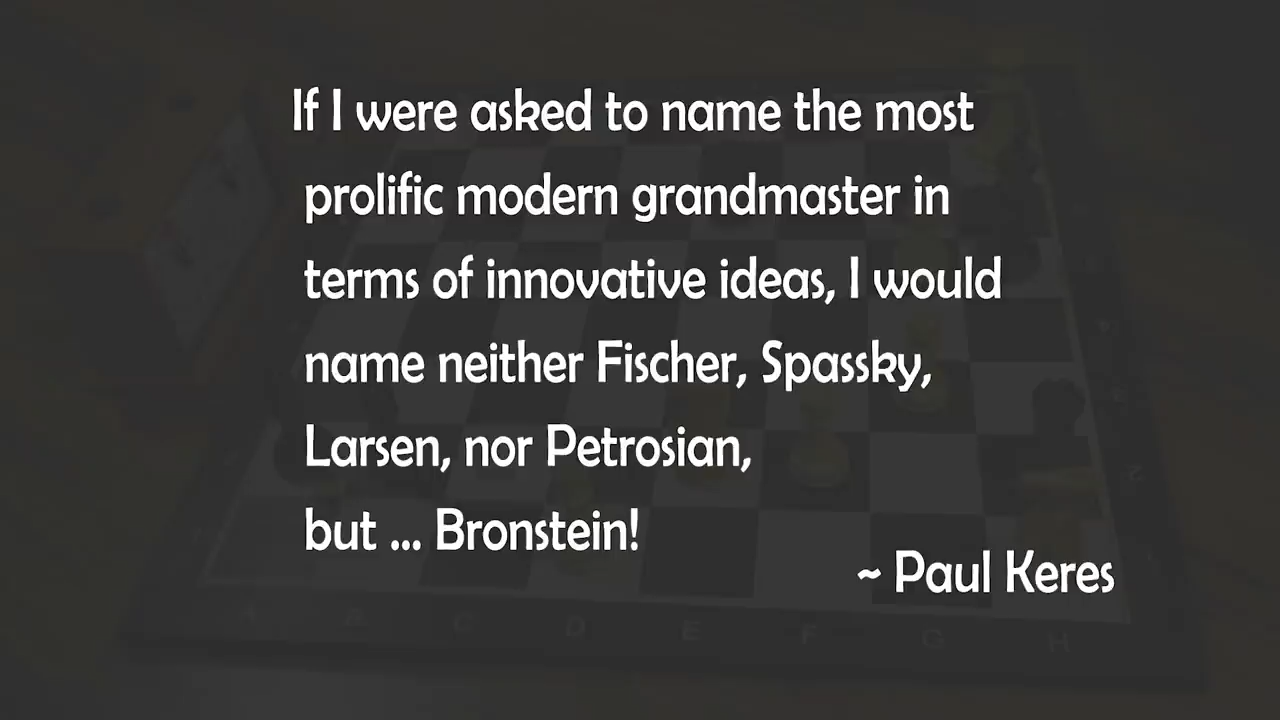 If I were asked to name the most
prolific modern grandmaster in
terms of innovative ideas, I would
name neither Fischer, Spassky,
Larsen, nor Petrosian,
but ... Bronstein!
~ Paul Keres
A B C D E F G H